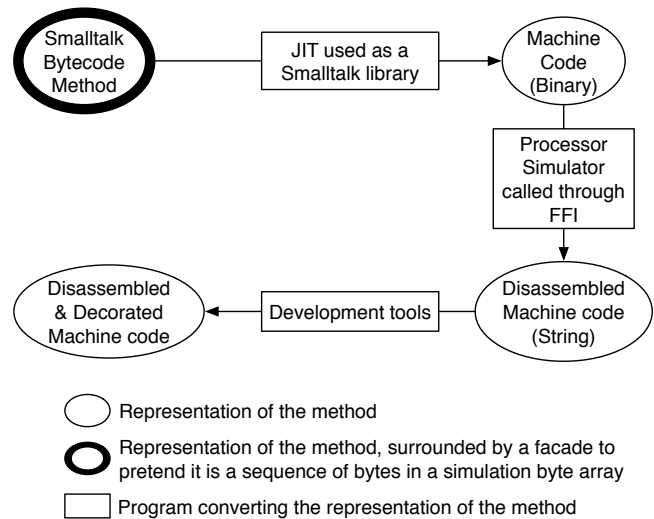 Smalltalk
Bytecode
Method
JIT used as a
Smalltalk library
Machine
Code
(Binary)
Processor
Simulator
called through
FFI
Disassembled
& Decorated
Machine code
Development tools
Disassembled
Machine code
(String)
Representation of the method
Representation of the method, surrounded by a facade to
pretend it is a sequence of bytes in a simulation byte array
Program converting the representation of the method